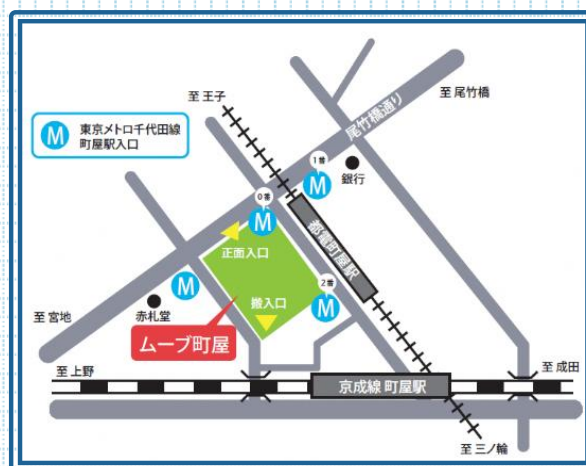 至 王子
尾竹橋通り
至 尾竹橋
M
東京メトロ千代田線
町屋駅入口
1番
M
銀行
0番
M
都電町屋駅
正面入口
2番
M
M
搬入口
至 宮地
赤札堂
ムーブ町屋
至 上野
京成線 町屋駅
至 成田
至 三ノ輪